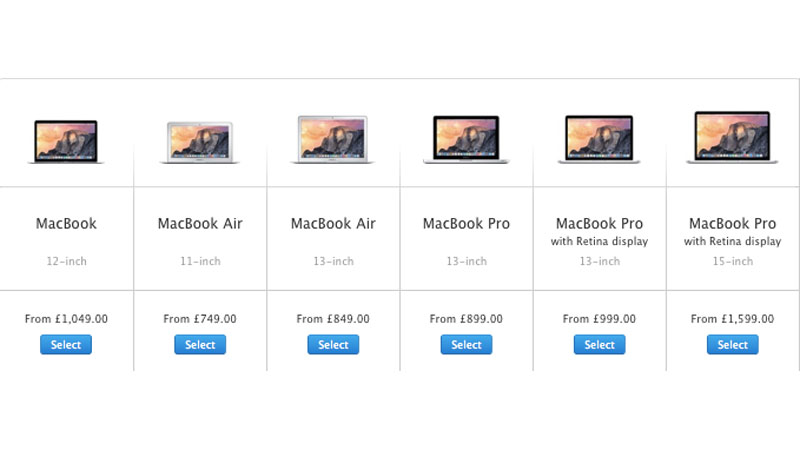 MacBook
12-inch
From £1,049.00
Select
MacBook Air
11-inch
From £749.00
Select
MacBook Air
13-inch
From £849.00
Select
MacBook Pro
13-inch
From £899.00
Select
MacBook Pro
with Retina display
13-inch
From £999.00
Select
MacBook Pro
with Retina display
15-inch
From £1,599.00
Select